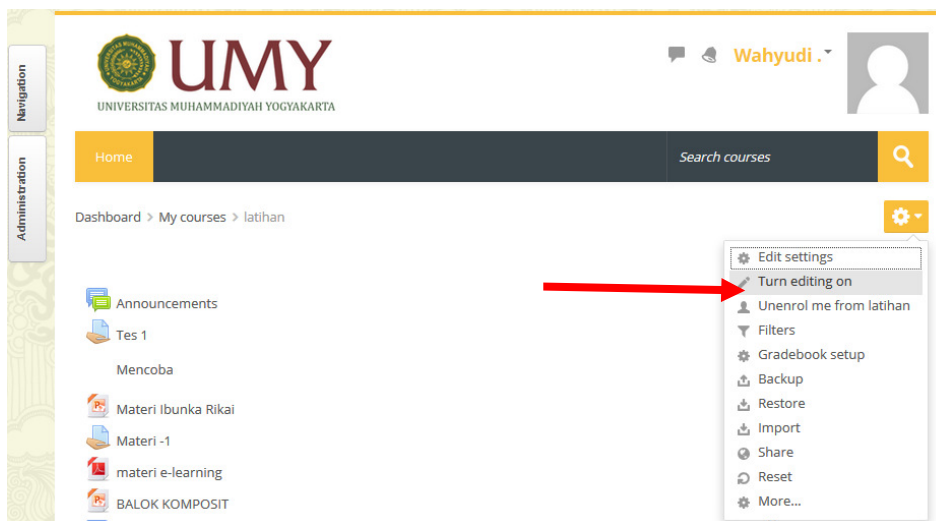 Navigation
Administration
UMY
UNIVERSITAS MUHAMMADIYAH YOGYAKARTA
Wahyudi .
Home
Search courses
Dashboard > My courses > latihan
Edit settings
Turn editing on
Unenrol me from latihan
Filters
Gradebook setup
Backup
Restore
Import
Share
Reset
More...
Announcements
Tes 1
Mencoba
Materi Ibunka Rikai
Materi -1
materi e-learning
BALOK KOMPOSIT